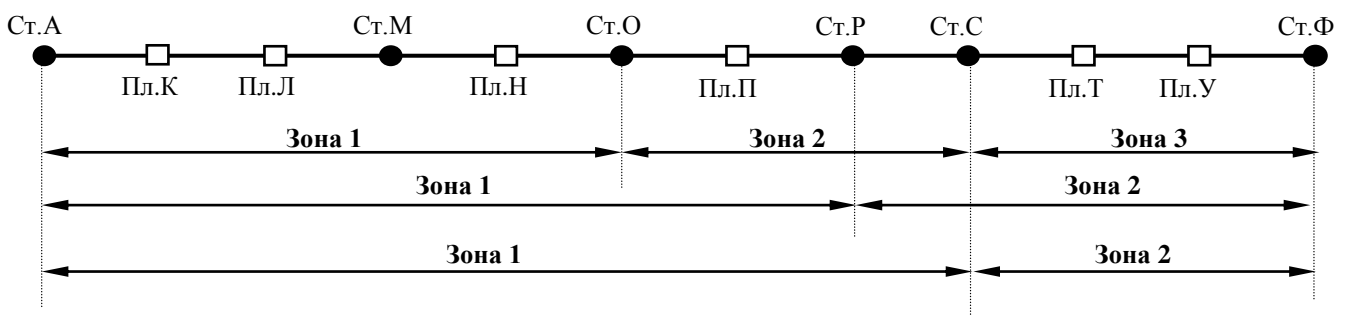 Ст.А Ст.М Ст.О Ст.Р Ст.С Ст.Ф
Пл.К Пл.Л Пл.Н Пл.П Пл.Т Пл.У
Зона 1 Зона 2 Зона 3
Зона 1 Зона 2
Зона 1 Зона 2